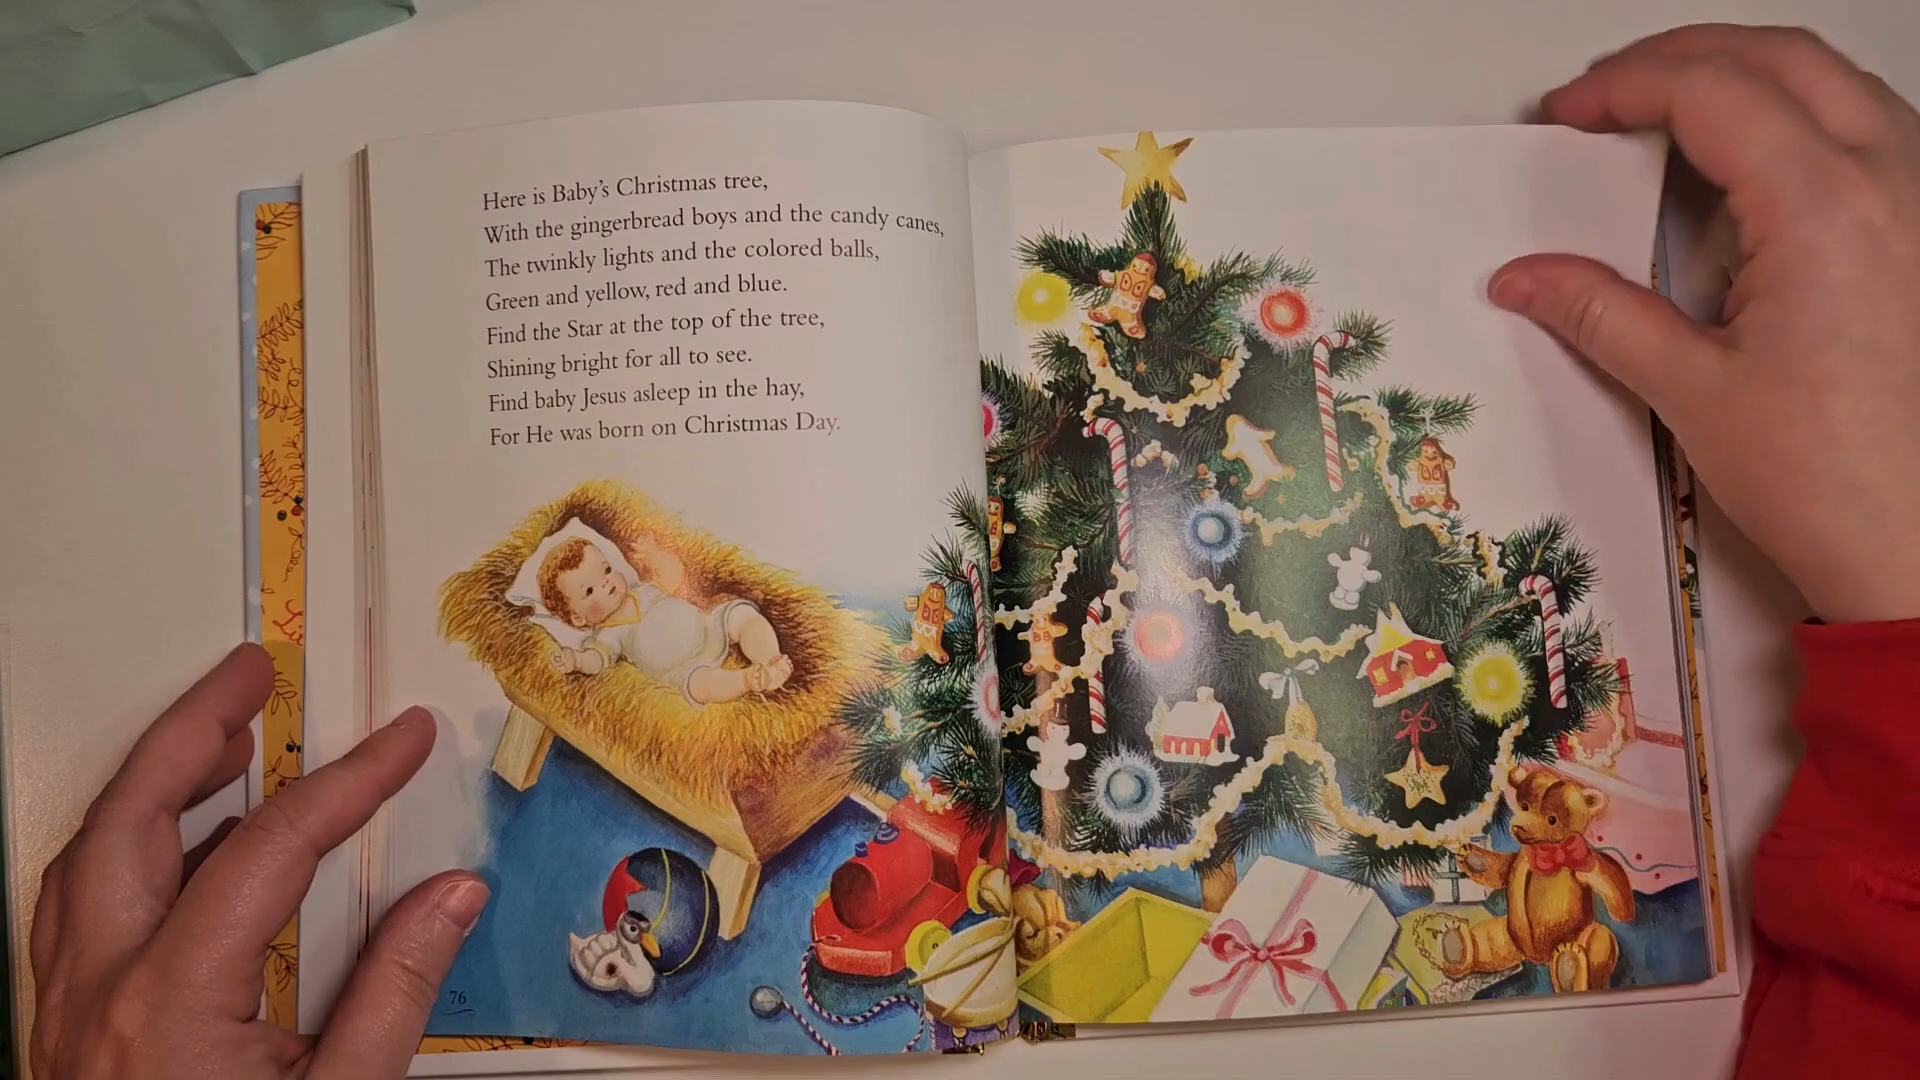 Here is Baby's Christmas tree,
With the gingerbread boys and the candy canes,
The twinkly lights and the colored balls,
Green and yellow, red and blue.
Find the Star at the top of the tree,
Shining bright for all to see.
Find baby Jesus asleep in the hay,
For He was born on Christmas Day.
76